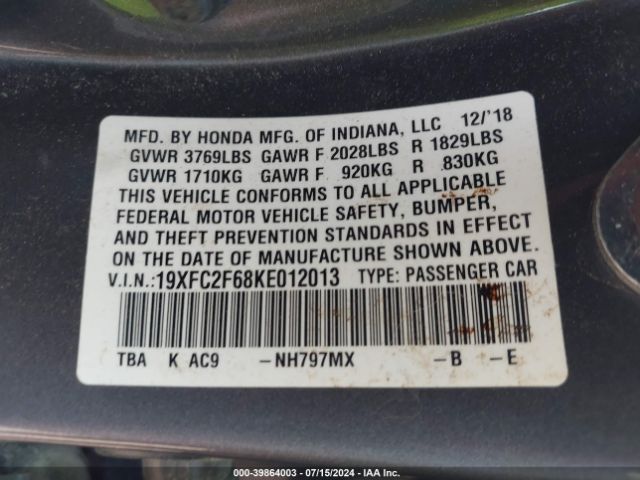 MFD. BY HONDA MFG. OF INDIANA, LLC 12/'18
GVWR 3769LBS GAWR F 2028LBS R 1829LBS
GVWR 1710KG GAWR F 920KG R 830KG
THIS VEHICLE CONFORMS TO ALL APPLICABLE
FEDERAL MOTOR VEHICLE SAFETY, BUMPER,
AND THEFT PREVENTION STANDARDS IN EFFECT
ON THE DATE OF MANUFACTURE SHOWN ABOVE.
V.I.N.:19XFC2F68KE012013 TYPE: PASSENGER CAR
TBA K AC9 -NH797MX -B -E
000-39864003 - 07/15/2024 - IAA Inc.